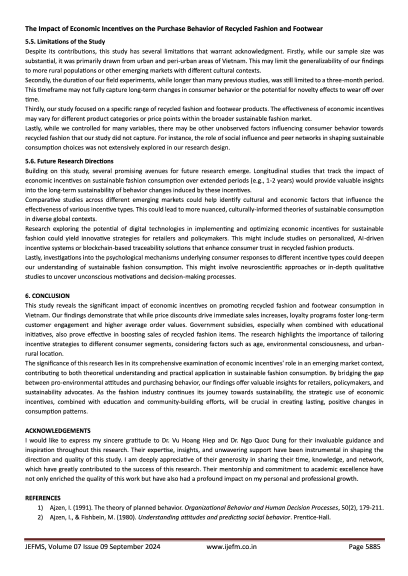 The Impact of Economic Incentives on the Purchase Behavior of Recycled Fashion and Footwear
5.5. Limitations of the Study
Despite its contributions, this study has several limitations that warrant acknowledgment. Firstly, while our sample size was
substantial, it was primarily drawn from urban and peri-urban areas of Vietnam. This may limit the generalizability of our findings
to more rural populations or other emerging markets with different cultural contexts.
Secondly, the duration of our field experiments, while longer than many previous studies, was still limited to a three-month period.
This timeframe may not fully capture long-term changes in consumer behavior or the potential for novelty effects to wear off over
time.
Thirdly, our study focused on a specific range of recycled fashion and footwear products. The effectiveness of economic incentives
may vary for different product categories or price points within the broader sustainable fashion market.
Lastly, while we controlled for many variables, there may be other unobserved factors influencing consumer behavior towards
recycled fashion that our study did not capture. For instance, the role of social influence and peer networks in shaping sustainable
consumption choices was not extensively explored in our research design.
5.6. Future Research Directions
Building on this study, several promising avenues for future research emerge. Longitudinal studies that track the impact of
economic incentives on sustainable fashion consumption over extended periods (e.g., 1-2 years) would provide valuable insights
into the long-term sustainability of behavior changes induced by these incentives.
Comparative studies across different emerging markets could help identify cultural and economic factors that influence the
effectiveness of various incentive types. This could lead to more nuanced, culturally-informed theories of sustainable consumption
in diverse global contexts.
Research exploring the potential of digital technologies in implementing and optimizing economic incentives for sustainable
fashion could yield innovative strategies for retailers and policymakers. This might include studies on personalized, AI-driven
incentive systems or blockchain-based traceability solutions that enhance consumer trust in recycled fashion products.
Lastly, investigations into the psychological mechanisms underlying consumer responses to different incentive types could deepen
our understanding of sustainable fashion consumption. This might involve neuroscientific approaches or in-depth qualitative
studies to uncover unconscious motivations and decision-making processes.
6. CONCLUSION
This study reveals the significant impact of economic incentives on promoting recycled fashion and footwear consumption in
Vietnam. Our findings demonstrate that while price discounts drive immediate sales increases, loyalty programs foster long-term
customer engagement and higher average order values. Government subsidies, especially when combined with educational
initiatives, also prove effective in boosting sales of recycled fashion items. The research highlights the importance of tailoring
incentive strategies to different consumer segments, considering factors such as age, environmental consciousness, and urban-
rural location.
The significance of this research lies in its comprehensive examination of economic incentives' role in an emerging market context,
contributing to both theoretical understanding and practical application in sustainable fashion consumption. By bridging the gap
between pro-environmental attitudes and purchasing behavior, our findings offer valuable insights for retailers, policymakers, and
sustainability advocates. As the fashion industry continues its journey towards sustainability, the strategic use of economic
incentives, combined with education and community-building efforts, will be crucial in creating lasting, positive changes in
consumption patterns.
ACKNOWLEDGEMENTS
I would like to express my sincere gratitude to Dr. Vu Hoang Hiep and Dr. Ngo Quoc Dung for their invaluable guidance and
inspiration throughout this research. Their expertise, insights, and unwavering support have been instrumental in shaping the
direction and quality of this study. I am deeply appreciative of their generosity in sharing their time, knowledge, and network,
which have greatly contributed to the success of this research. Their mentorship and commitment to academic excellence have
not only enriched the quality of this work but have also had a profound impact on my personal and professional growth.
REFERENCES
1) Ajzen, I. (1991). The theory of planned behavior. Organizational Behavior and Human Decision Processes, 50(2), 179-211.
2) Ajzen, I., & Fishbein, M. (1980). Understanding attitudes and predicting social behavior. Prentice-Hall.
JEFMS, Volume 07 Issue 09 September 2024 www.ijefm.co.in Page 5885